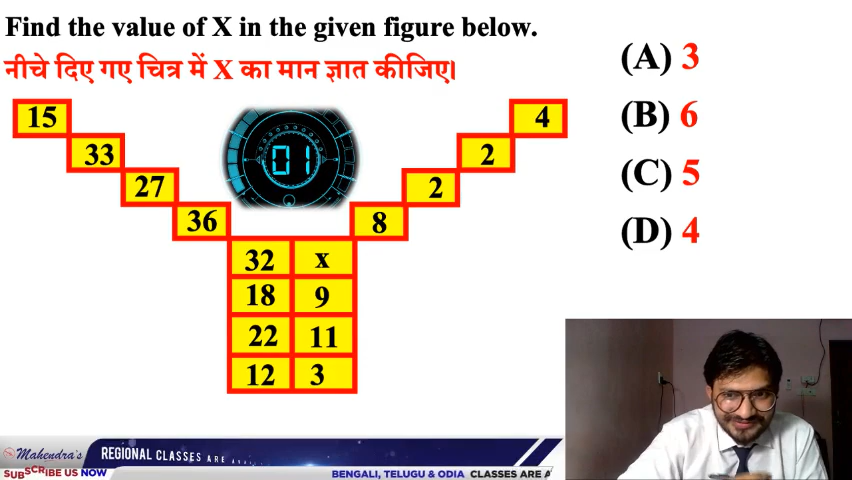 Find the value of X in the given figure below.
नीचे दिए गए चित्र में X का मान ज्ञात कीजिए।
(A) 3
(B) 6
(C) 5
(D) 4
15
4
33
2
27
2
36
8
01
32 x
18 9
22 11
12 3
Mahendra's
SUBSCRIBE US NOW
REGIONAL CLASSES ARE
BENGALI, TELUGU & ODIA CLASSES ARE A